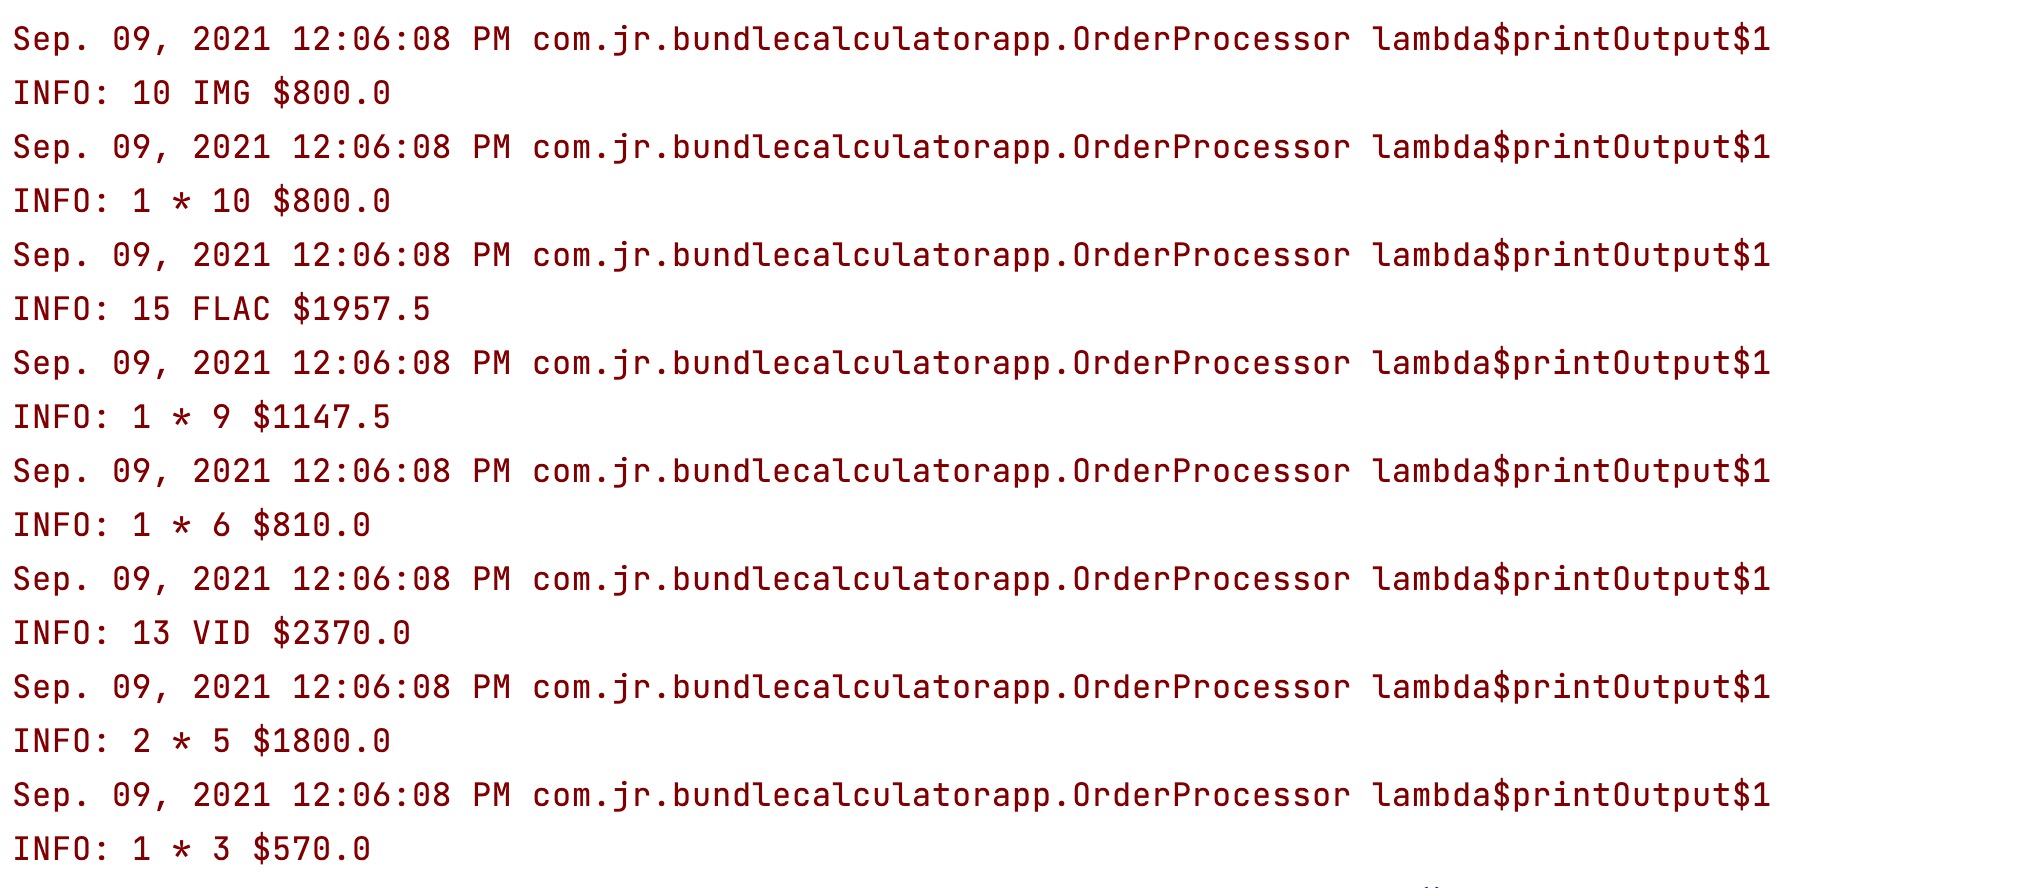 Sep. 09, 2021 12:06:08 PM com.jr.bundlecalculatorapp.OrderProcessor lambda$printOutput$1
INFO: 10 IMG $800.0
Sep. 09, 2021 12:06:08 PM com.jr.bundlecalculatorapp.OrderProcessor lambda$printOutput$1
INFO: 1 * 10 $800.0
Sep. 09, 2021 12:06:08 PM com.jr.bundlecalculatorapp.OrderProcessor lambda$printOutput$1
INFO: 15 FLAC $1957.5
Sep. 09, 2021 12:06:08 PM com.jr.bundlecalculatorapp.OrderProcessor lambda$printOutput$1
INFO: 1 * 9 $1147.5
Sep. 09, 2021 12:06:08 PM com.jr.bundlecalculatorapp.OrderProcessor lambda$printOutput$1
INFO: 1 * 6 $810.0
Sep. 09, 2021 12:06:08 PM com.jr.bundlecalculatorapp.OrderProcessor lambda$printOutput$1
INFO: 13 VID $2370.0
Sep. 09, 2021 12:06:08 PM com.jr.bundlecalculatorapp.OrderProcessor lambda$printOutput$1
INFO: 2 * 5 $1800.0
Sep. 09, 2021 12:06:08 PM com.jr.bundlecalculatorapp.OrderProcessor lambda$printOutput$1
INFO: 1 * 3 $570.0